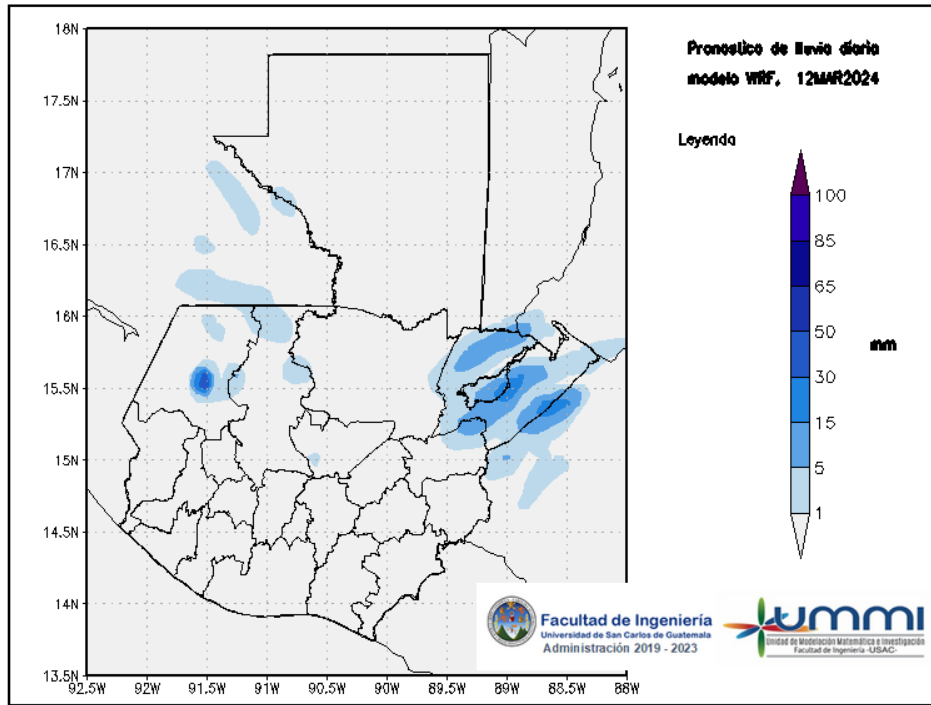 Pronostico de lluvia diaria
modelo WRF, 12MAR2024
Leyenda
100
85
65
50
30
15
5
1
mm
18N
17.5N
17N
16.5N
16N
15.5N
15N
14.5N
14N
13.5N
92.5W
92W
91.5W
91W
90.5W
90W
89.5W
89W
88.5W
88W
Facultad de Ingeniería
Universidad de San Carlos de Guatemala
Administración 2019 - 2023
UMMI
Unidad de Modelación Matemática e Investigación
Facultad de Ingeniería -USAC-